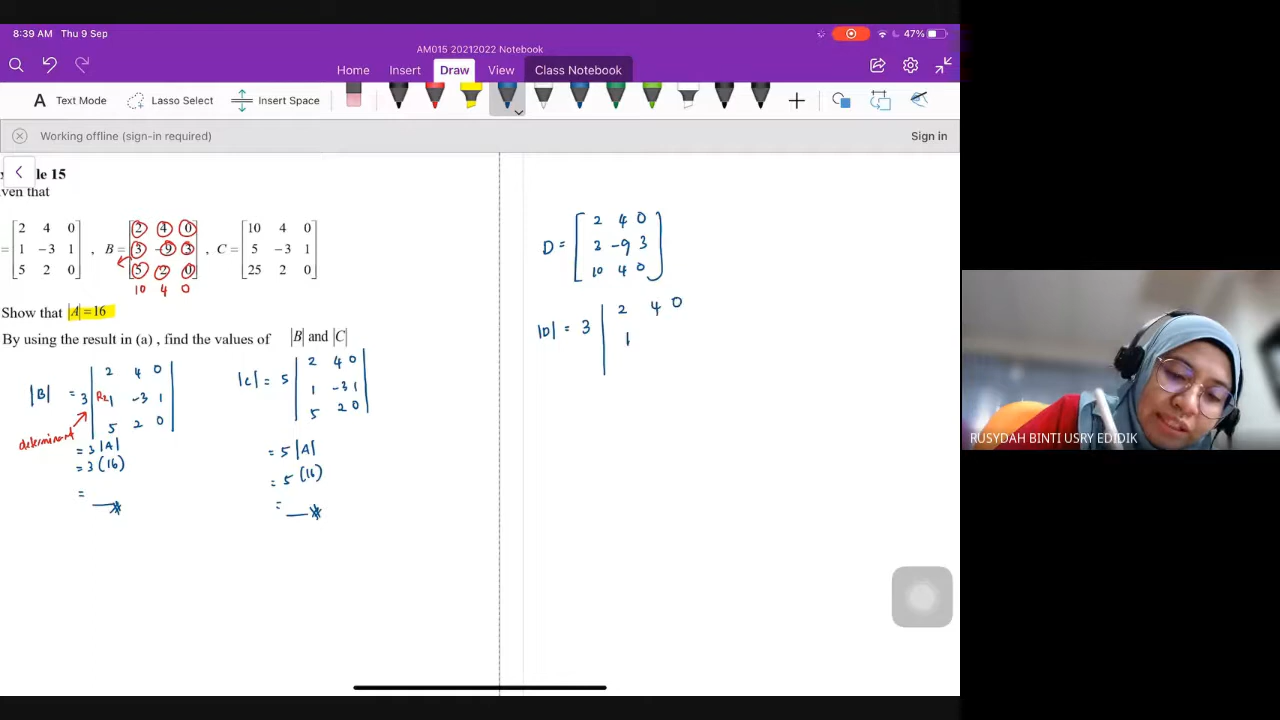 8:39 AM Thu 9 Sep
47%
AM015 20212022 Notebook
Home Insert Draw View Class Notebook
Text Mode Lasso Select Insert Space
Working offline (sign-in required) Sign in
le 15
ven that
= [2 4 0; 1 −3 1; 5 2 0] , B = [2 4 0; 3 −9 3; 5 2 0] , C = [10 4 0; 5 −3 1; 25 2 0]
10 4 0
Show that |A| = 16
By using the result in (a) , find the values of |B| and |C|
|B| = 3 | 2 4 0; R2 1 -3 1; 5 2 0 |
determinant
= 3 |A|
= 3 (16)
=
|C| = 5 | 2 4 0; 1 -3 1; 5 2 0 |
= 5 |A|
= 5 (16)
=
D = [2 4 0; 3 -9 3; 10 4 0]
|D| = 3 | 2 4 0
1
RUSYDAH BINTI USRY EDIDIK